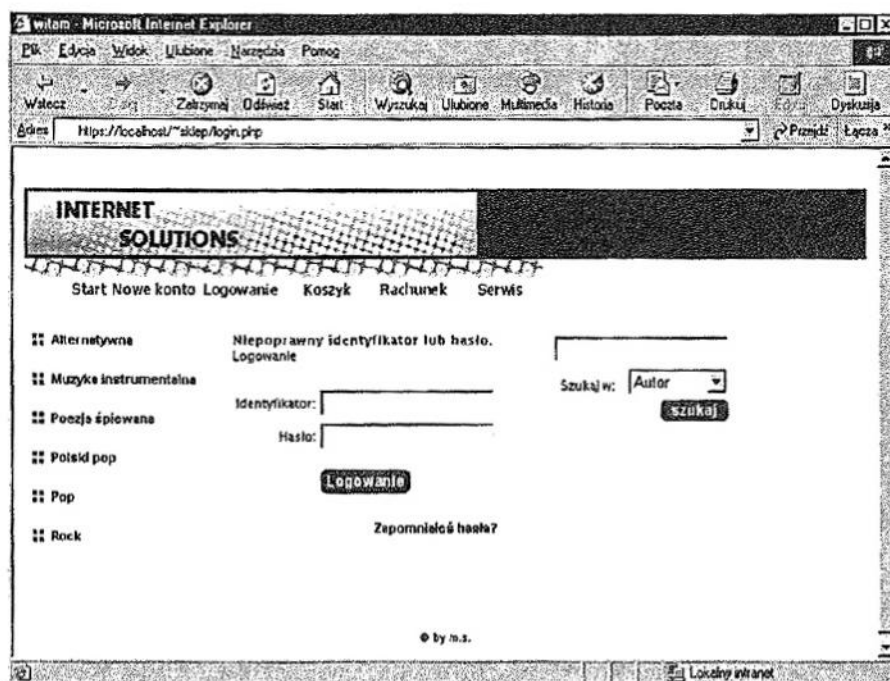 witam - Microsoft Internet Explorer
Plik Edycja Widok Ulubione Narzędzia Pomoc
Wstecz Zatrzymaj Odśwież Start Wyszukaj Ulubione Multimedia Historia Poczta Drukuj Edytuj Dyskusja
Adres https://localhost/~sklep/login.php Przejdź Łącza »
INTERNET
SOLUTIONS
Start Nowe konto Logowanie Koszyk Rachunek Serwis
Alternatywna
Muzyka instrumentalna
Poezja śpiewana
Polski pop
Pop
Rock
Niepoprawny identyfikator lub hasło.
Logowanie
Identyfikator:
Hasło:
Logowanie
Zapomniałeś hasła?
Szukaj w: Autor
szukaj
© by m.s.
Lokalny intranet